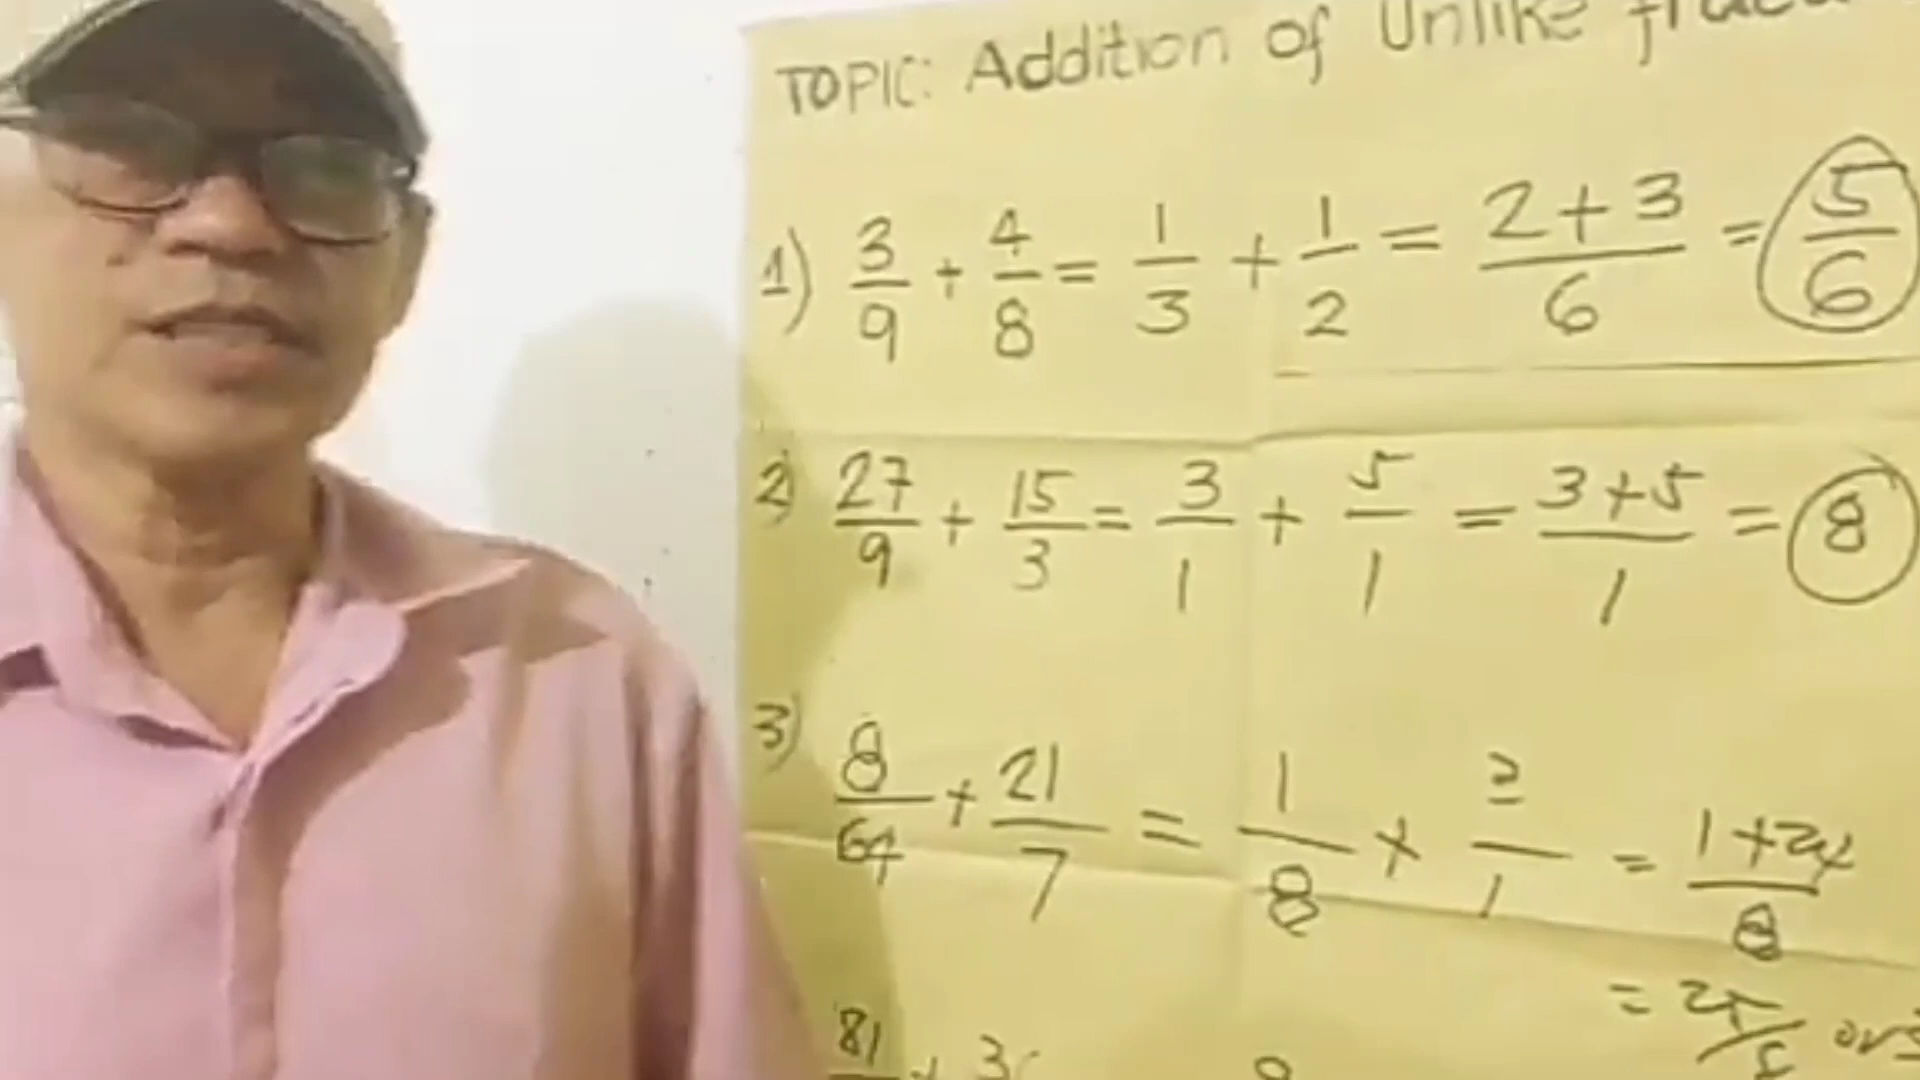 TOPIC: Addition of Unlike
1) 3/9 + 4/8 = 1/3 + 1/2 = 2+3/6 = 5/6
2) 27/9 + 15/3 = 3/1 + 5/1 = 3+5/1 = 8
3) 8/64 + 21/7 = 1/8 + 3/1 = 1+24/8
= 25/8 or
81 +